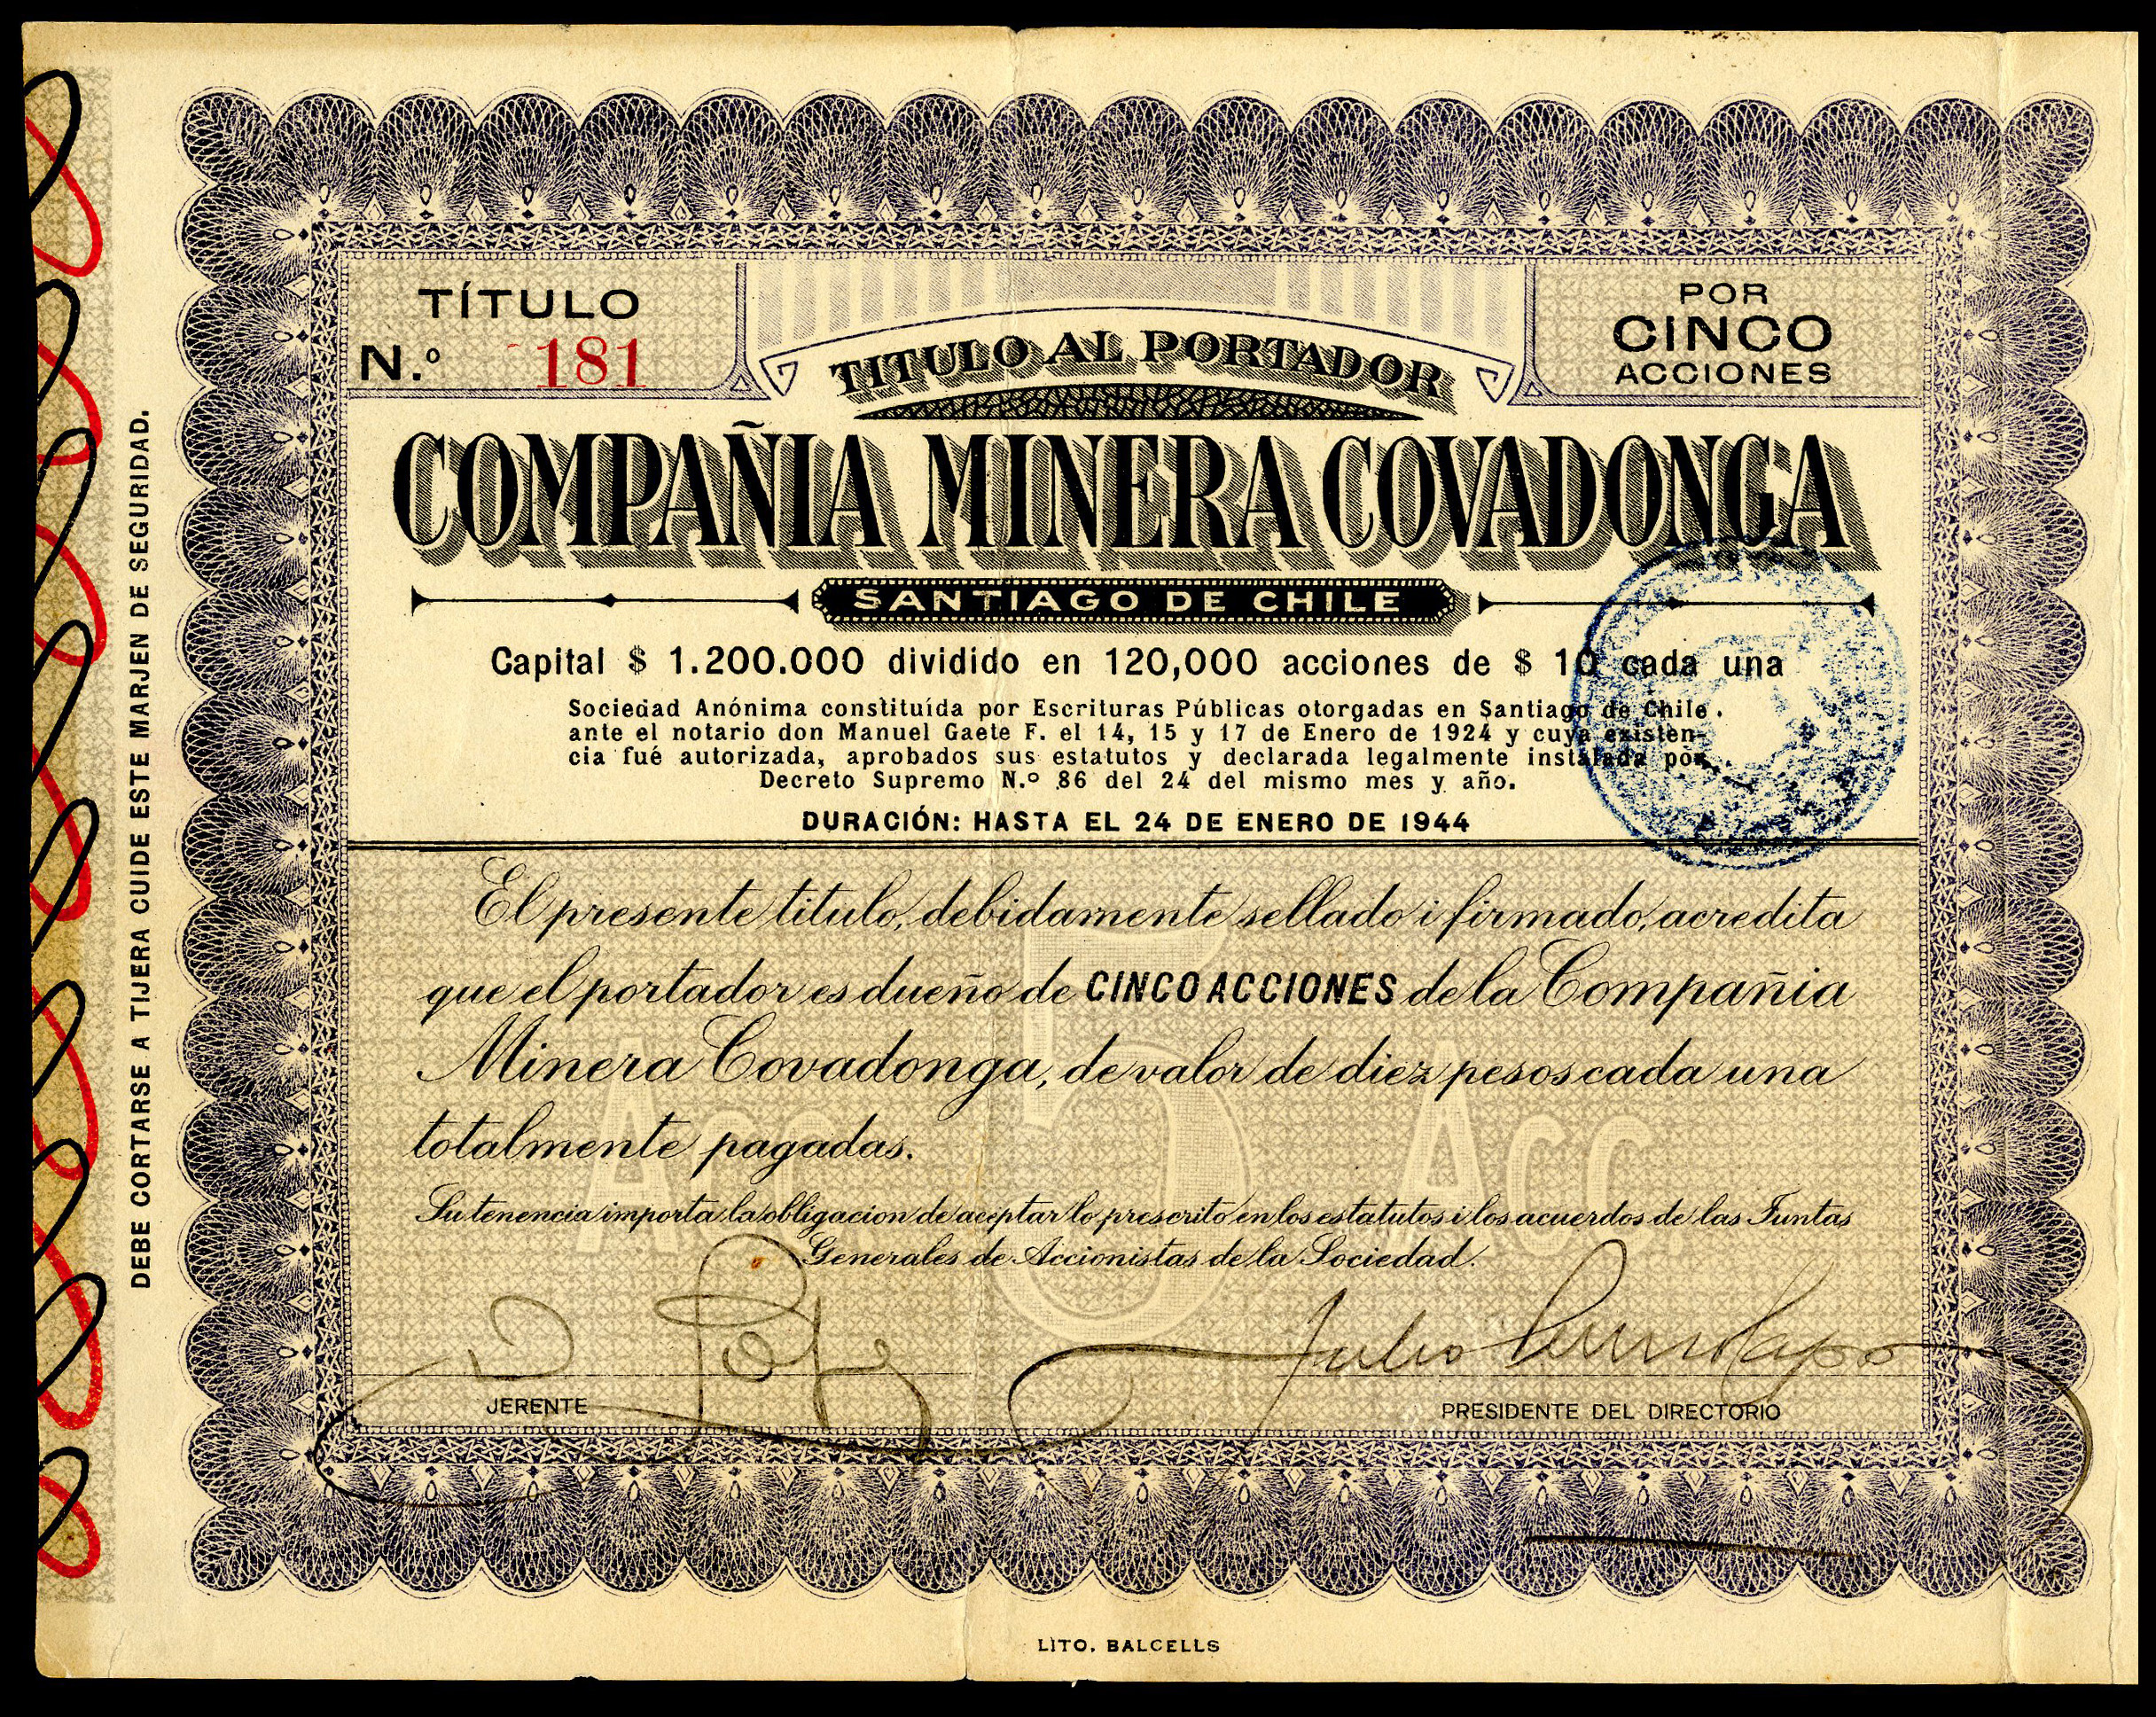 TÍTULO
N.º 181
TITULO AL PORTADOR
POR
CINCO
ACCIONES
COMPAÑIA MINERA COVADONGA
SANTIAGO DE CHILE
Capital $ 1.200.000 dividido en 120,000 acciones de $ 10 cada una
Sociedad Anónima constituída por Escrituras Públicas otorgadas en Santiago de Chile.
ante el notario don Manuel Gaete F. el 14, 15 y 17 de Enero de 1924 y cuya existen-
cia fué autorizada, aprobados sus estatutos y declarada legalmente instalada por
Decreto Supremo N.º 86 del 24 del mismo mes y año.
DURACIÓN: HASTA EL 24 DE ENERO DE 1944
El presente titulo, debidamente sellado i firmado, acredita
que el portador es dueño de CINCO ACCIONES de la Compañia
Minera Covadonga, de valor de diez pesos cada una
totalmente pagadas.
Su tenencia importa la obligacion de aceptar lo prescrito en los estatutos i los acuerdos de las Juntas
Generales de Accionistas de la Sociedad.
5
Acc Acc
Julio
JERENTE
PRESIDENTE DEL DIRECTORIO
LITO. BALCELLS
DEBE CORTARSE A TIJERA CUIDE ESTE MARJEN DE SEGURIDAD.